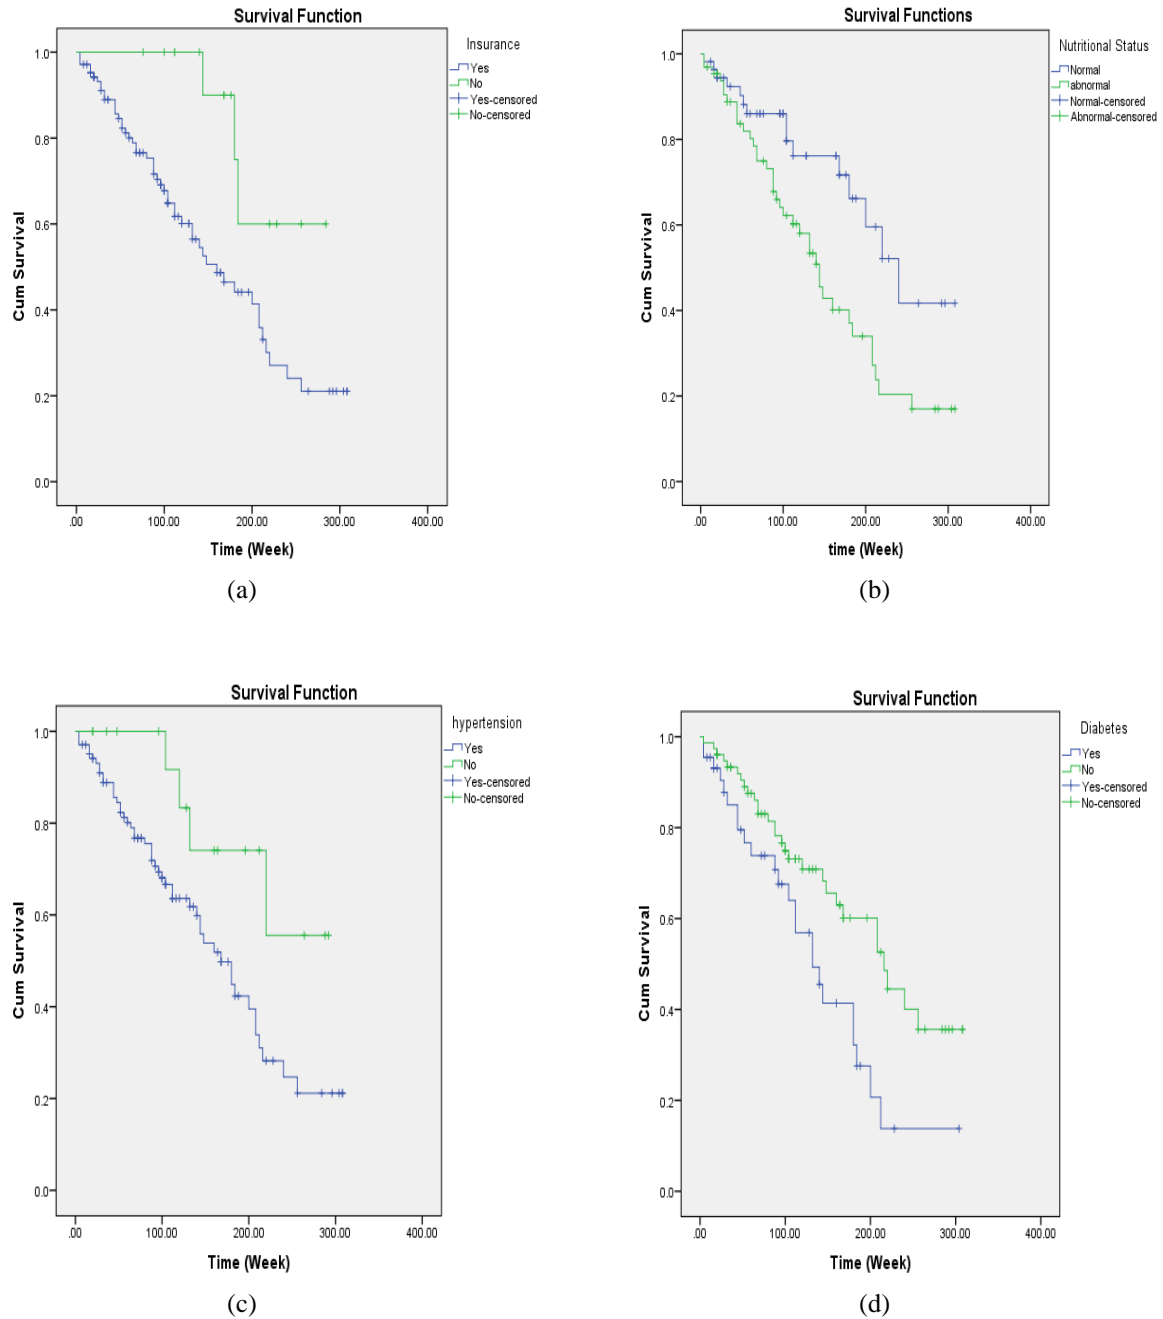 Survival Function
Insurance
Yes
No
Yes-censored
No-censored
1.0
0.8
0.6
0.4
0.2
0.0
Cum Survival
.00 100.00 200.00 300.00 400.00
Time (Week)
(a)
Survival Functions
Nutritional Status
Normal
abnormal
Normal-censored
Abnormal-censored
1.0
0.8
0.6
0.4
0.2
0.0
Cum Survival
.00 100.00 200.00 300.00 400.00
time (Week)
(b)
Survival Function
hypertension
Yes
No
Yes-censored
No-censored
1.0
0.8
0.6
0.4
0.2
0.0
Cum Survival
.00 100.00 200.00 300.00 400.00
Time (Week)
(c)
Survival Function
Diabetes
Yes
No
Yes-censored
No-censored
1.0
0.8
0.6
0.4
0.2
0.0
Cum Survival
.00 100.00 200.00 300.00 400.00
Time (Week)
(d)